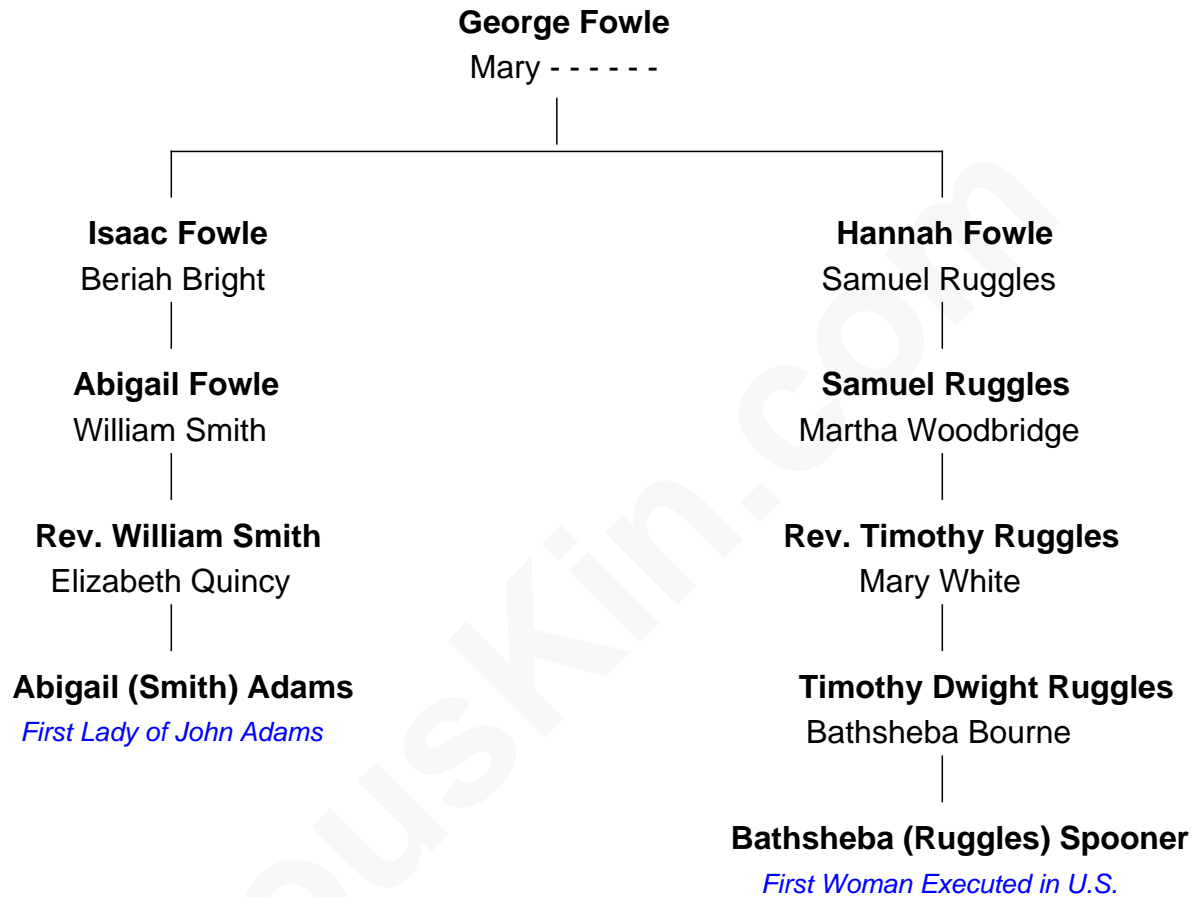 George Fowle
Mary - - - - - -
Isaac Fowle
Beriah Bright
Abigail Fowle
William Smith
Rev. William Smith
Elizabeth Quincy
Abigail (Smith) Adams
First Lady of John Adams
Hannah Fowle
Samuel Ruggles
Samuel Ruggles
Martha Woodbridge
Rev. Timothy Ruggles
Mary White
Timothy Dwight Ruggles
Bathsheba Bourne
Bathsheba (Ruggles) Spooner
First Woman Executed in U.S.
ousKin.com